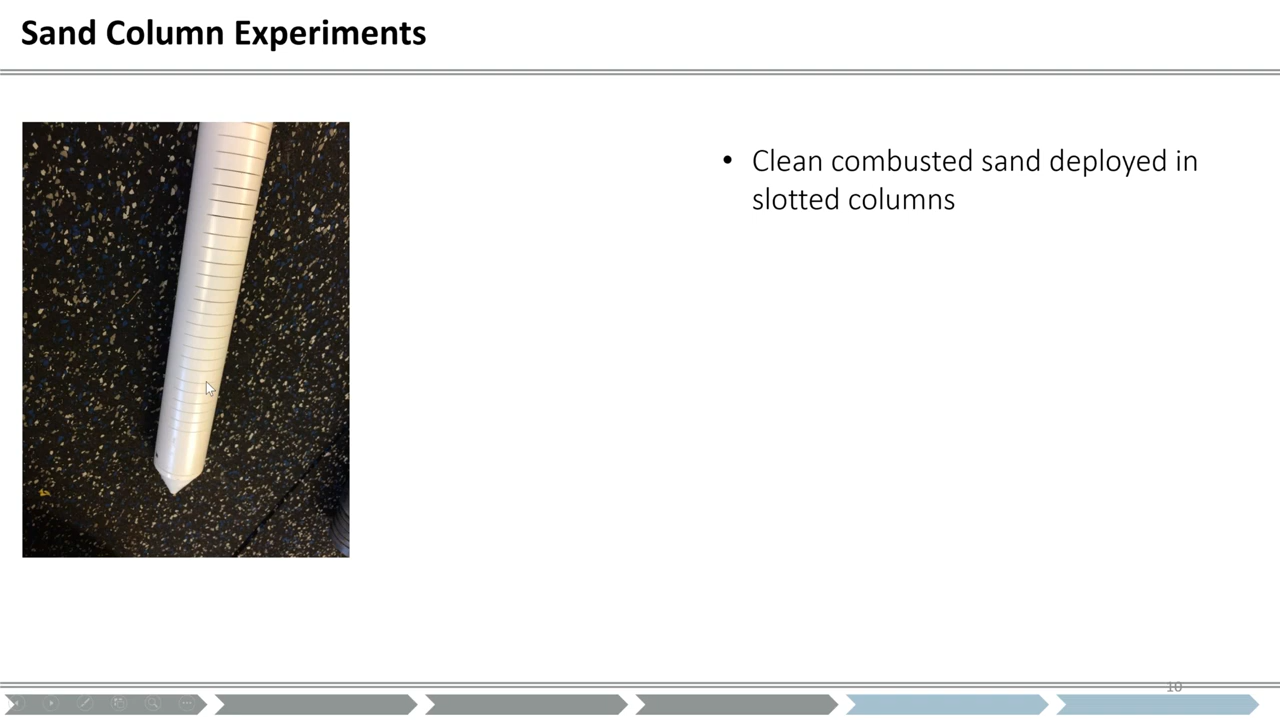 Sand Column Experiments
• Clean combusted sand deployed in
slotted columns
10